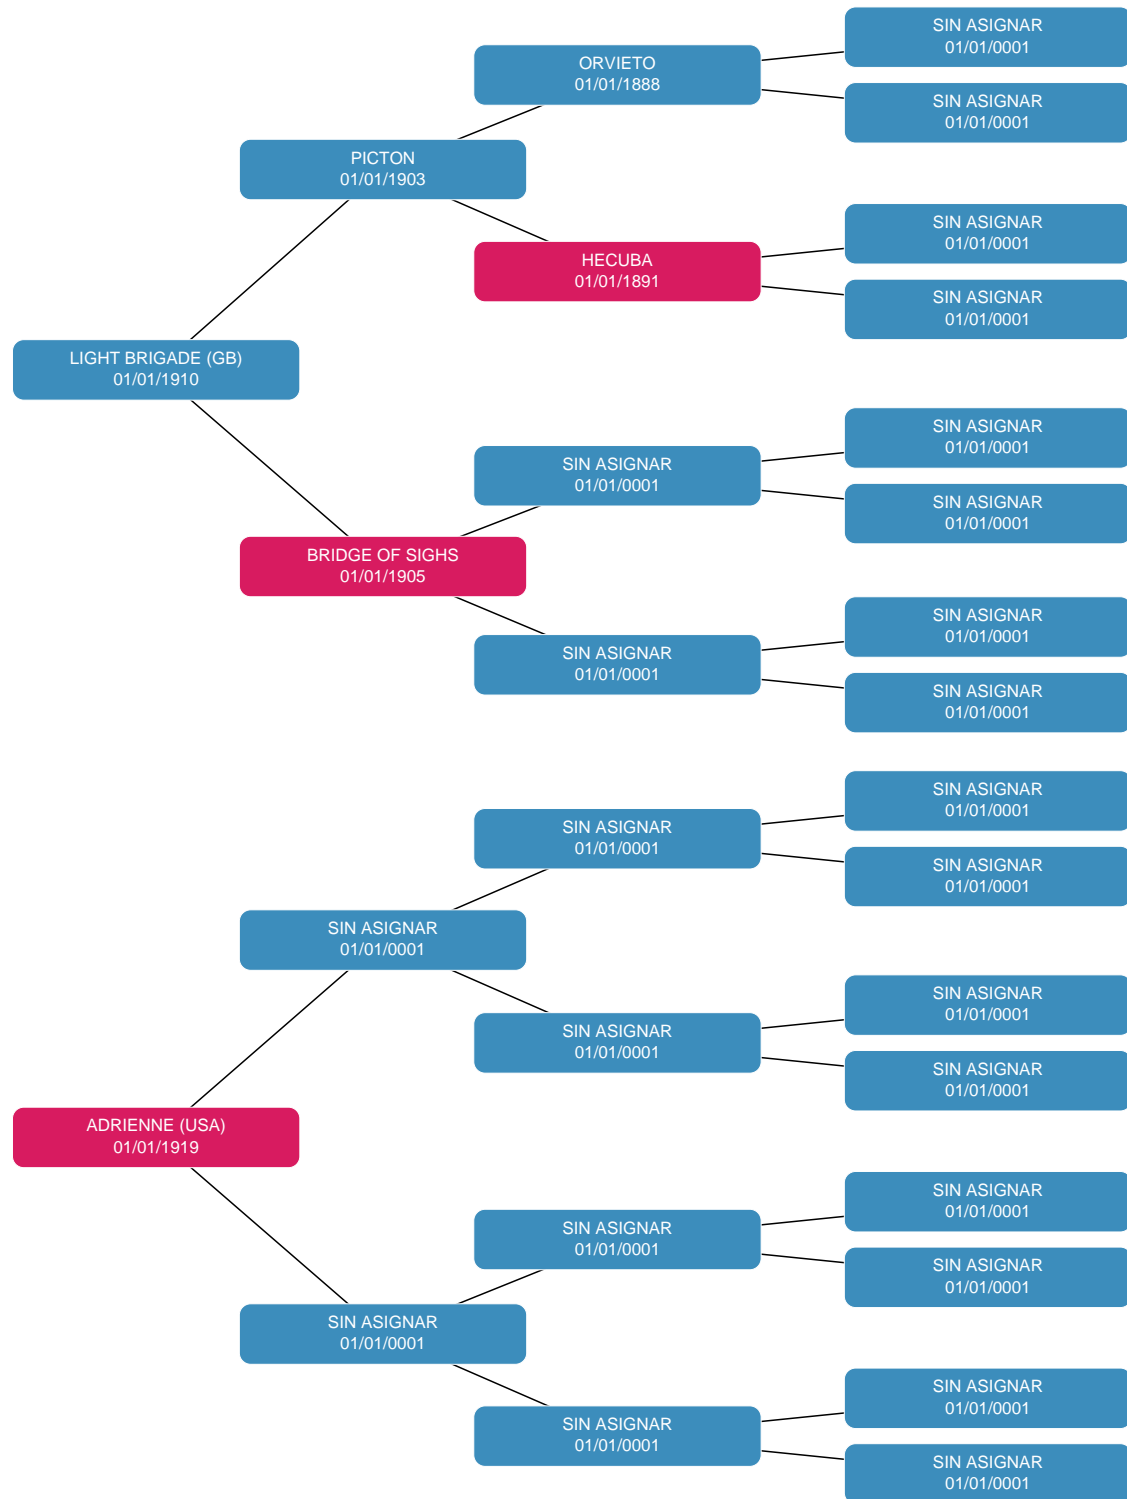 SIN ASIGNAR
01/01/0001
ORVIETO
01/01/1888
SIN ASIGNAR
01/01/0001
PICTON
01/01/1903
SIN ASIGNAR
01/01/0001
HECUBA
01/01/1891
SIN ASIGNAR
01/01/0001
LIGHT BRIGADE (GB)
01/01/1910
SIN ASIGNAR
01/01/0001
SIN ASIGNAR
01/01/0001
SIN ASIGNAR
01/01/0001
BRIDGE OF SIGHS
01/01/1905
SIN ASIGNAR
01/01/0001
SIN ASIGNAR
01/01/0001
SIN ASIGNAR
01/01/0001
SIN ASIGNAR
01/01/0001
SIN ASIGNAR
01/01/0001
SIN ASIGNAR
01/01/0001
SIN ASIGNAR
01/01/0001
SIN ASIGNAR
01/01/0001
SIN ASIGNAR
01/01/0001
SIN ASIGNAR
01/01/0001
ADRIENNE (USA)
01/01/1919
SIN ASIGNAR
01/01/0001
SIN ASIGNAR
01/01/0001
SIN ASIGNAR
01/01/0001
SIN ASIGNAR
01/01/0001
SIN ASIGNAR
01/01/0001
SIN ASIGNAR
01/01/0001
SIN ASIGNAR
01/01/0001